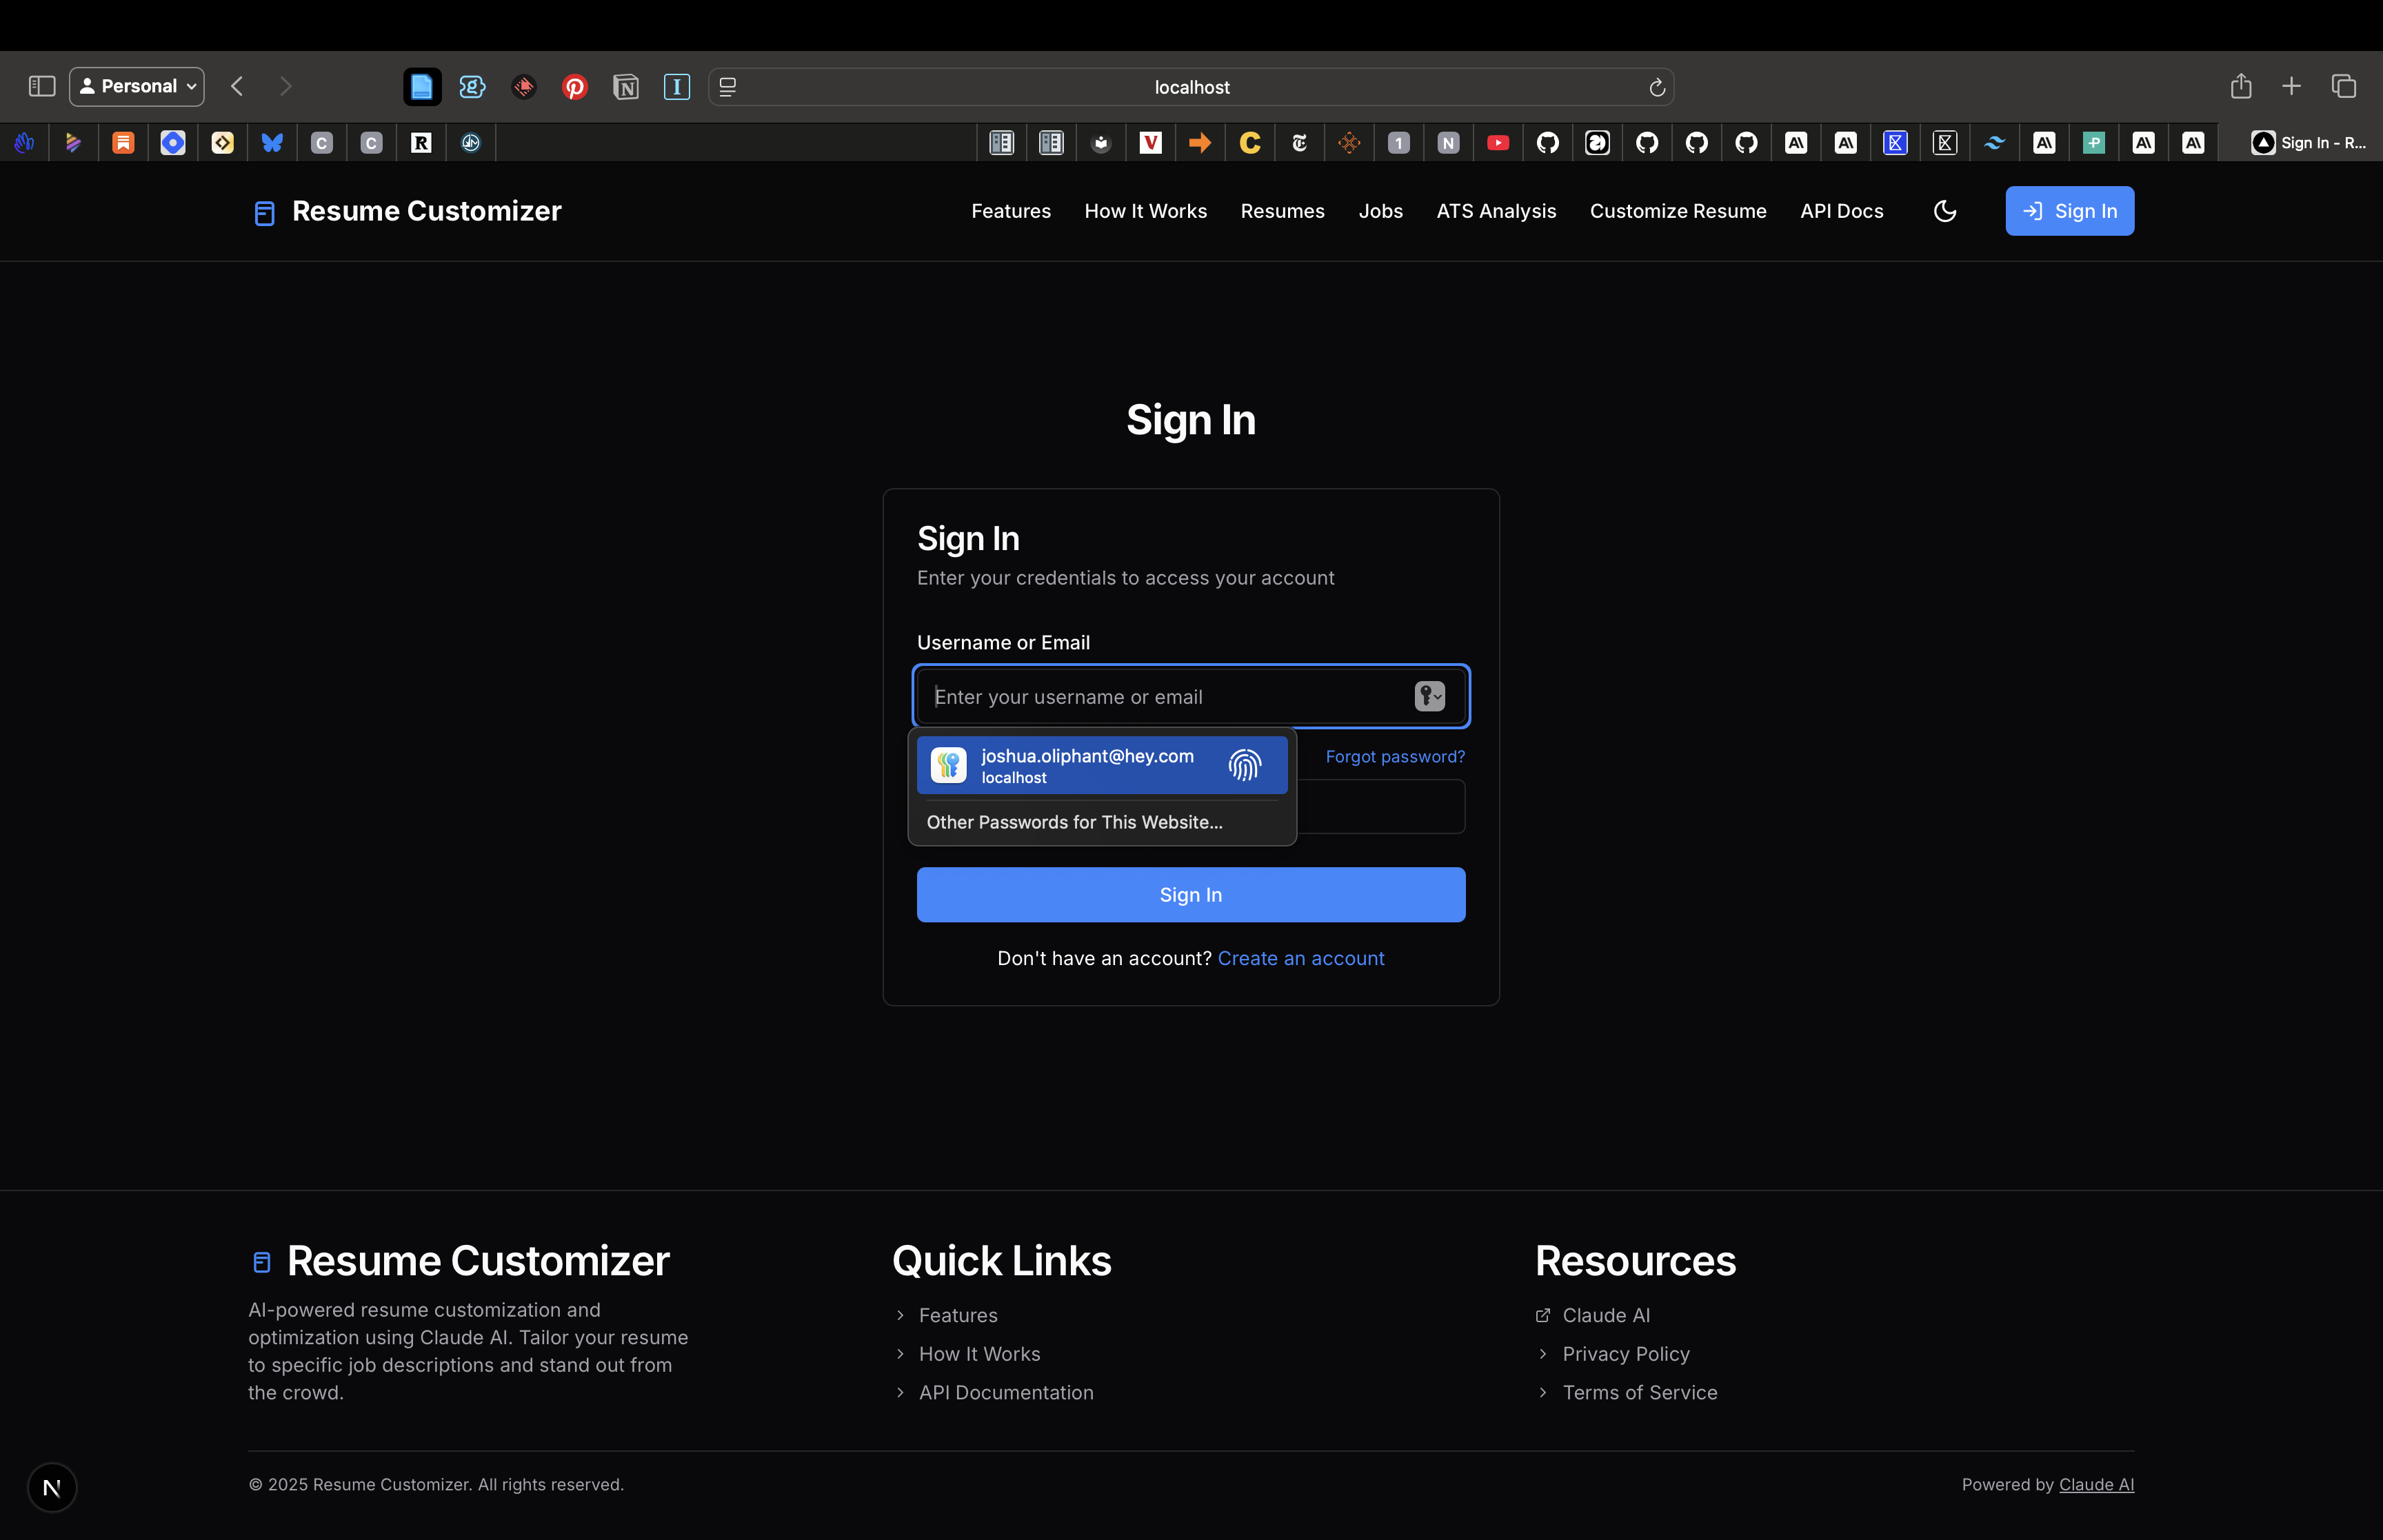 Personal
localhost
Sign In - R...
Resume Customizer
Features
How It Works
Resumes
Jobs
ATS Analysis
Customize Resume
API Docs
Sign In
Sign In
Sign In
Enter your credentials to access your account
Username or Email
Enter your username or email
joshua.oliphant@hey.com
localhost
Forgot password?
Other Passwords for This Website...
Sign In
Don't have an account? Create an account
Resume Customizer
AI-powered resume customization and
optimization using Claude AI. Tailor your resume
to specific job descriptions and stand out from
the crowd.
Quick Links
Features
How It Works
API Documentation
Resources
Claude AI
Privacy Policy
Terms of Service
© 2025 Resume Customizer. All rights reserved.
Powered by Claude AI
N